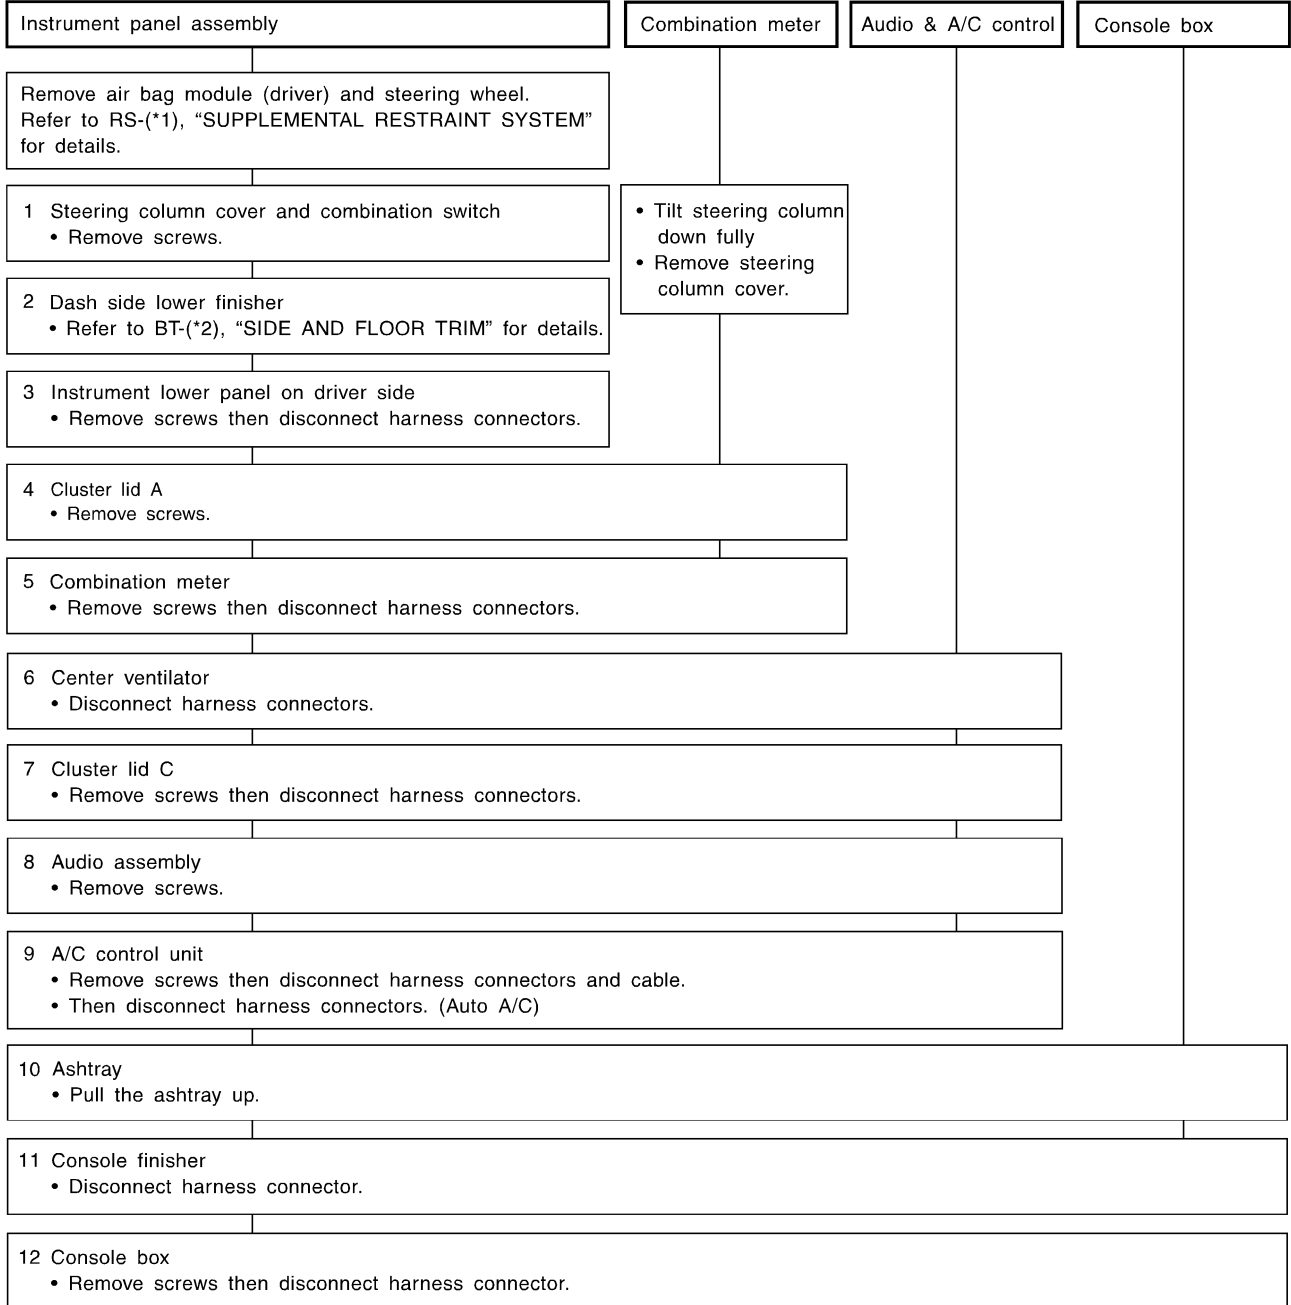 Instrument panel assembly
Combination meter
Audio & A/C control
Console box
Remove air bag module (driver) and steering wheel.
Refer to RS-(*1), “SUPPLEMENTAL RESTRAINT SYSTEM”
for details.
1 Steering column cover and combination switch
• Remove screws.
• Tilt steering column
down fully
• Remove steering
column cover.
2 Dash side lower finisher
• Refer to BT-(*2), “SIDE AND FLOOR TRIM” for details.
3 Instrument lower panel on driver side
• Remove screws then disconnect harness connectors.
4 Cluster lid A
• Remove screws.
5 Combination meter
• Remove screws then disconnect harness connectors.
6 Center ventilator
• Disconnect harness connectors.
7 Cluster lid C
• Remove screws then disconnect harness connectors.
8 Audio assembly
• Remove screws.
9 A/C control unit
• Remove screws then disconnect harness connectors and cable.
• Then disconnect harness connectors. (Auto A/C)
10 Ashtray
• Pull the ashtray up.
11 Console finisher
• Disconnect harness connector.
12 Console box
• Remove screws then disconnect harness connector.